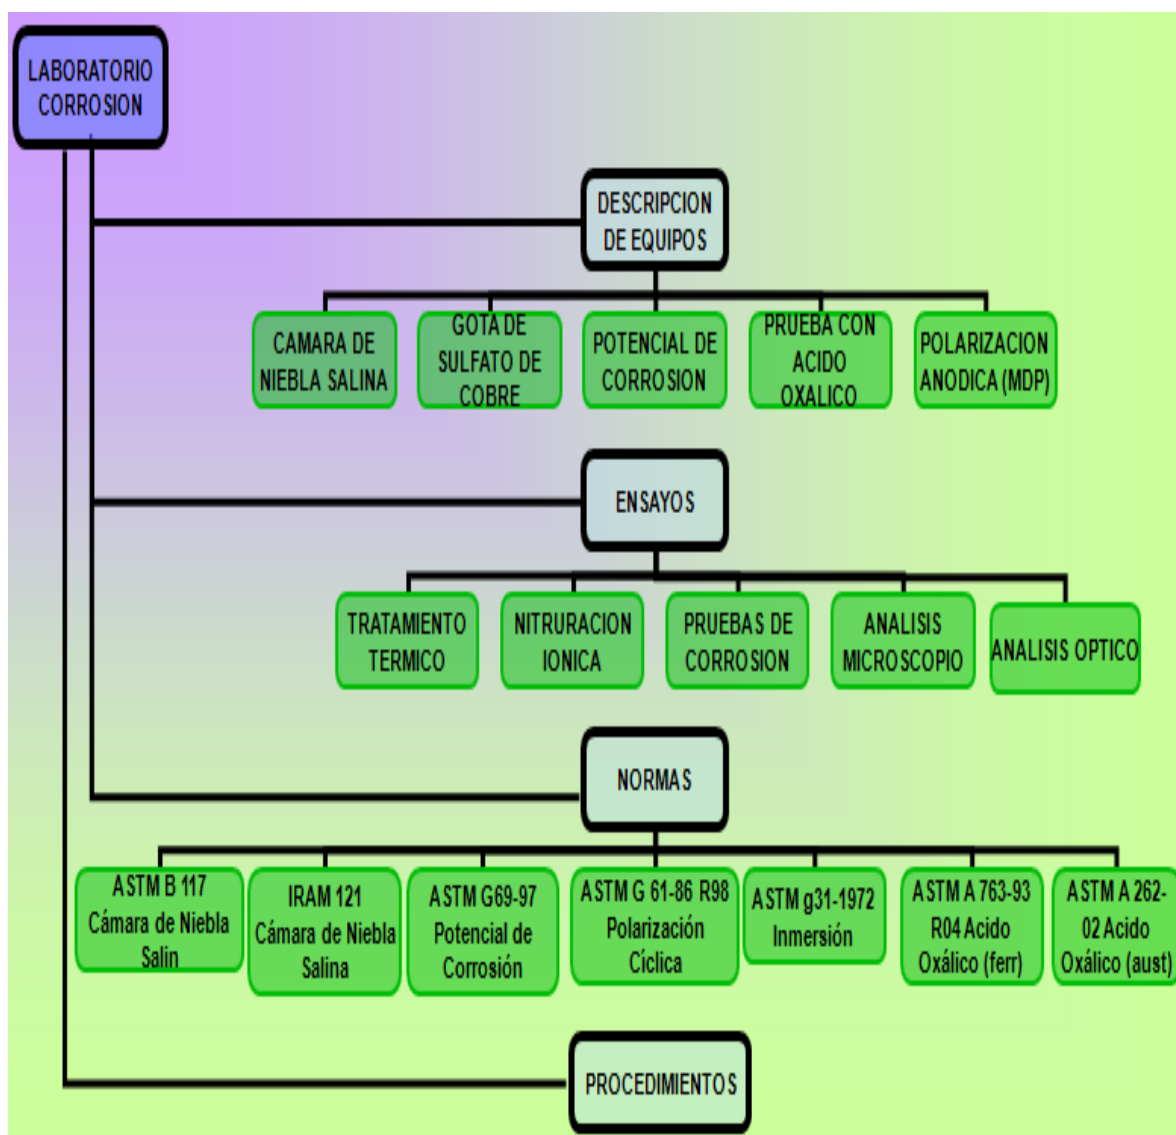 LABORATORIO
CORROSION
DESCRIPCION
DE EQUIPOS
CAMARA DE
NIEBLA SALINA
GOTA DE
SULFATO DE
COBRE
POTENCIAL DE
CORROSION
PRUEBA CON
ACIDO
OXALICO
POLARIZACION
ANODICA (MDP)
ENSAYOS
TRATAMIENTO
TERMICO
NITRURACION
IONICA
PRUEBAS DE
CORROSION
ANALISIS
MICROSCOPIO
ANALISIS OPTICO
NORMAS
ASTM B 117
Cámara de Niebla
Salin
IRAM 121
Cámara de Niebla
Salina
ASTM G69-97
Potencial de
Corrosión
ASTM G 61-86 R98
Polarización
Cíclica
ASTM g31-1972
Inmersión
ASTM A 763-93
R04 Acido
Oxálico (ferr)
ASTM A 262-
02 Acido
Oxálico (aust)
PROCEDIMIENTOS